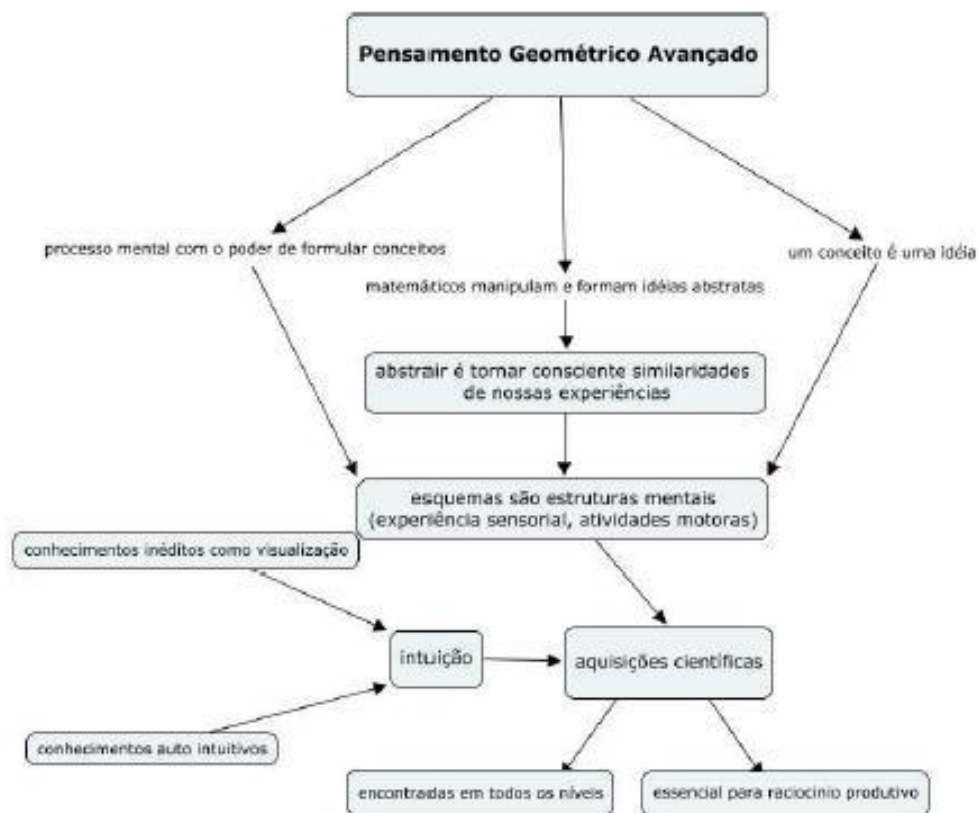 Pensamento Geométrico Avançado
processo mental com o poder de formular conceitos
um conceito é uma idéia
matemáticos manipulam e formam idéias abstratas
abstrair é tornar consciente similaridades
de nossas experiências
esquemas são estruturas mentais
(experiência sensorial, atividades motoras)
conhecimentos inéditos como visualização
intuição
aquisições científicas
conhecimentos auto intuitivos
encontradas em todos os níveis
essencial para raciocinio produtivo